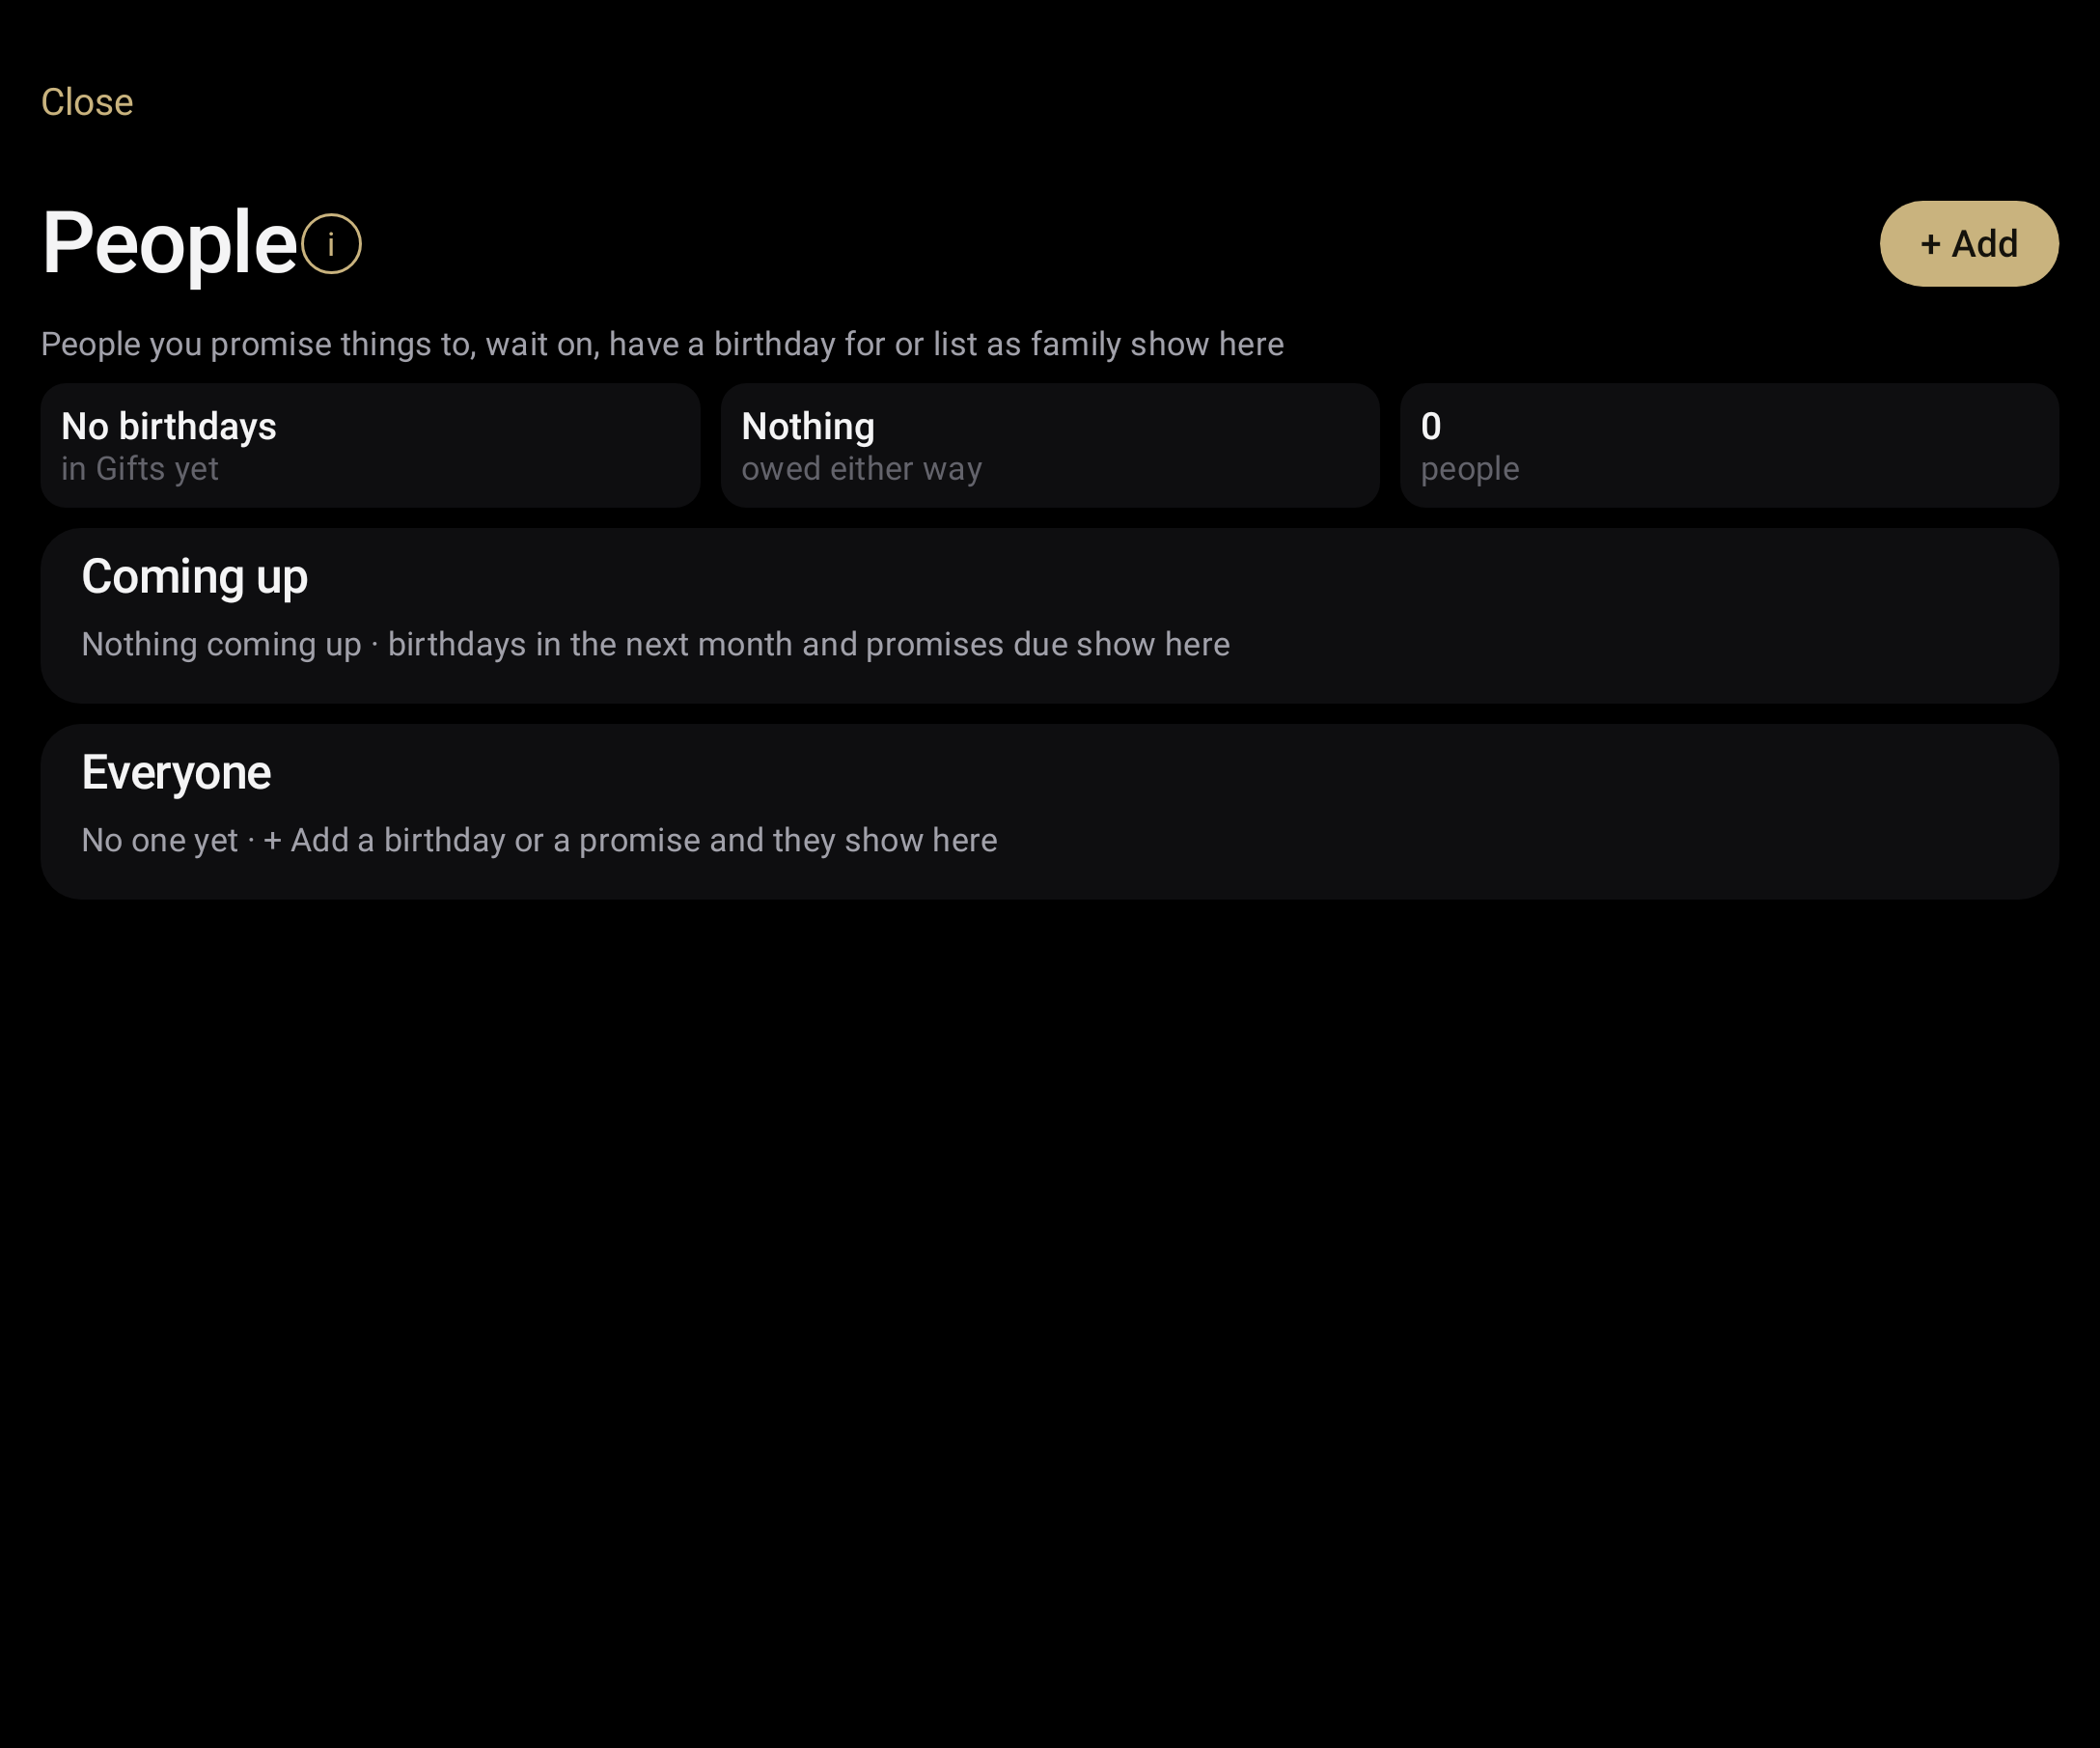 Close
People i
+ Add
People you promise things to, wait on, have a birthday for or list as family show here
No birthdays
in Gifts yet
Nothing
owed either way
0
people
Coming up
Nothing coming up · birthdays in the next month and promises due show here
Everyone
No one yet · + Add a birthday or a promise and they show here